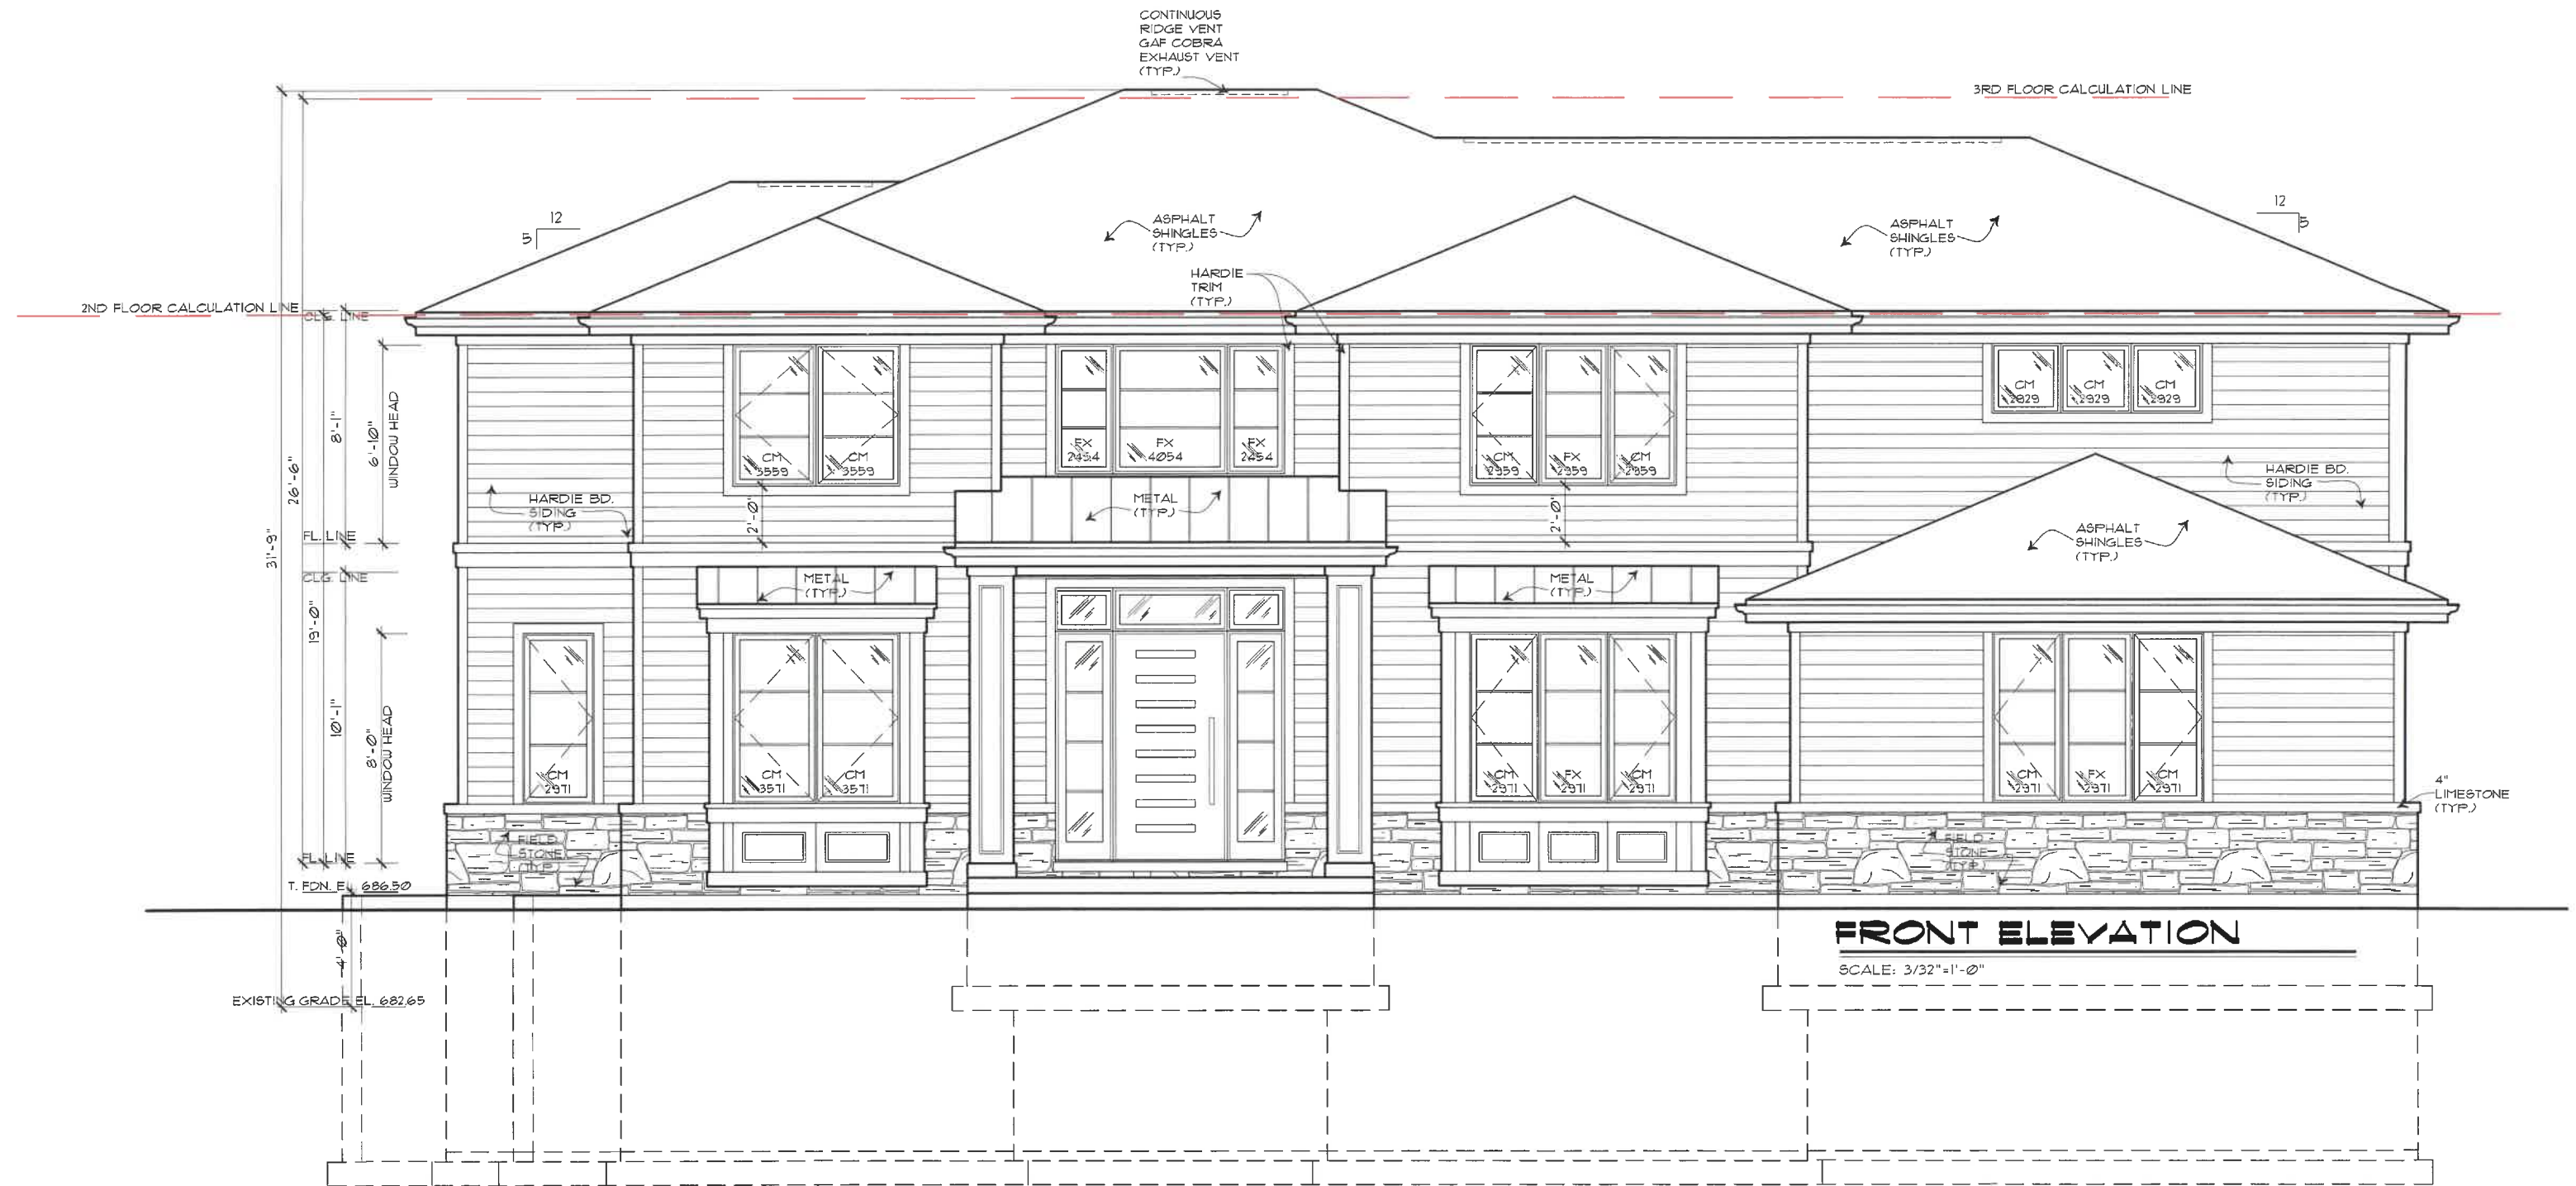 CONTINUOUS
RIDGE VENT
GAF COBRA
EXHAUST VENT
(TYP.)
3RD FLOOR CALCULATION LINE
12
5
ASPHALT
SHINGLES
(TYP.)
12
5
ASPHALT
SHINGLES
(TYP.)
HARDIE
TRIM
(TYP.)
2ND FLOOR CALCULATION LINE
CLG. LINE
8'-1"
6'-10"
WINDOW HEAD
26'-6"
31'-9"
FL. LINE
CLG. LINE
19'-0"
10'-1"
8'-0"
WINDOW HEAD
FL. LINE
T. FDN. EL. 686.50
4'-0"
EXISTING GRADE EL. 682.65
CM
3559
CM
3559
FX
2454
FX
4054
FX
2454
CM
2959
FX
2959
CM
2959
CM
2929
CM
2929
CM
2929
HARDIE BD.
SIDING
(TYP.)
2'-0"
METAL
(TYP.)
2'-0"
HARDIE BD.
SIDING
(TYP.)
ASPHALT
SHINGLES
(TYP.)
METAL
(TYP.)
METAL
(TYP.)
CM
2971
CM
3571
CM
3571
CM
2971
FX
2971
CM
2971
CM
2971
FX
2971
CM
2971
4"
LIMESTONE
(TYP.)
FIELD
STONE
(TYP.)
FIELD
STONE
(TYP.)
FRONT ELEVATION
SCALE: 3/32"=1'-0"